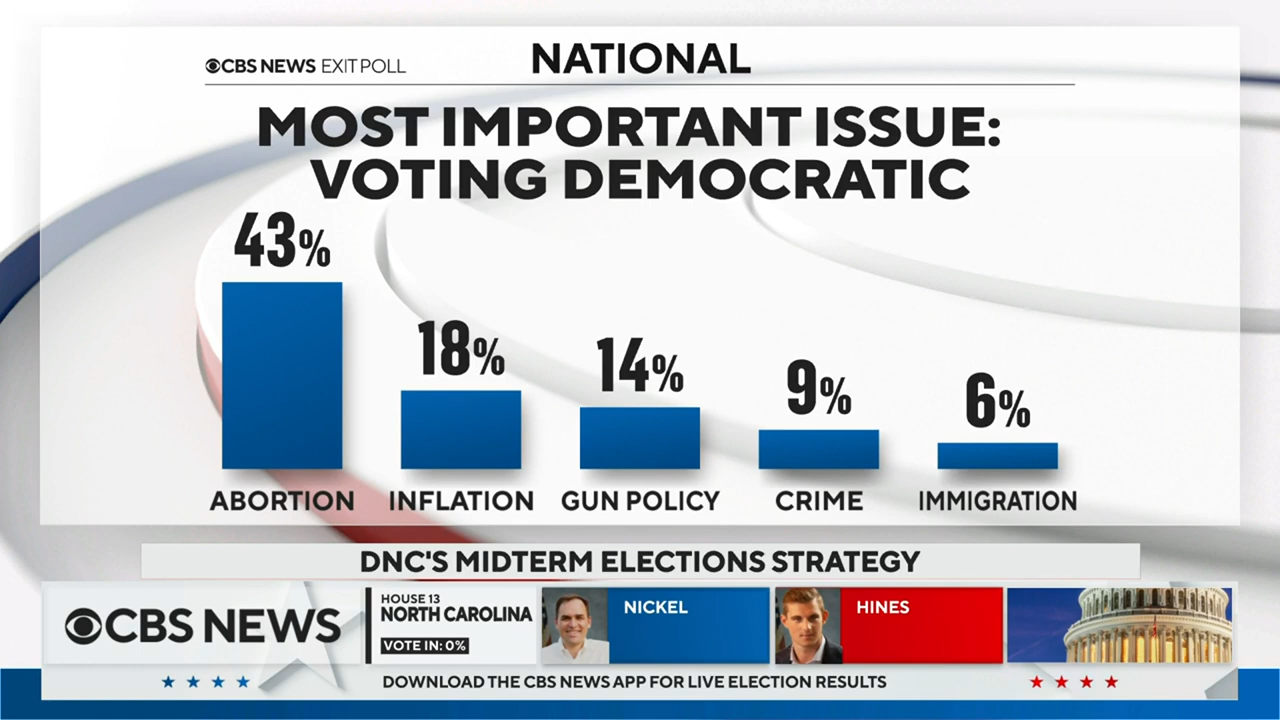 CBS NEWS EXIT POLL
NATIONAL
MOST IMPORTANT ISSUE:
VOTING DEMOCRATIC
43%
18%
14%
9%
6%
ABORTION
INFLATION
GUN POLICY
CRIME
IMMIGRATION
DNC'S MIDTERM ELECTIONS STRATEGY
CBS NEWS
HOUSE 13
NORTH CAROLINA
VOTE IN: 0%
NICKEL
HINES
DOWNLOAD THE CBS NEWS APP FOR LIVE ELECTION RESULTS